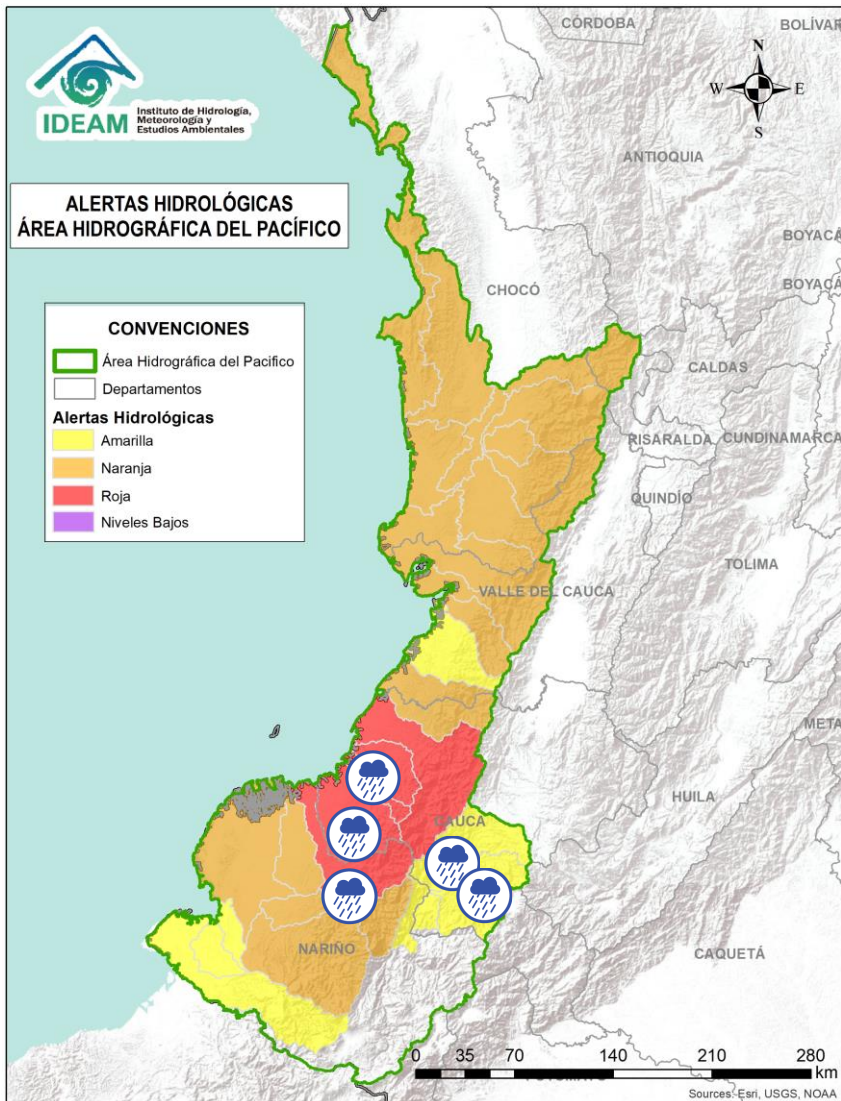 IDEAM
Instituto de Hidrología,
Meteorología y
Estudios Ambientales
ALERTAS HIDROLÓGICAS
ÁREA HIDROGRÁFICA DEL PACÍFICO
CONVENCIONES
Área Hidrográfica del Pacifico
Departamentos
Alertas Hidrológicas
Amarilla
Naranja
Roja
Niveles Bajos
N
W
E
S
CÓRDOBA
BOLÍVAR
ANTIOQUIA
BOYACÁ
CHOCÓ
BOYACÁ
CALDAS
RISARALDA
CUNDINAMARCA
QUINDÍO
TOLIMA
VALLE DEL CAUCA
META
HUILA
CAUCA
NARIÑO
CAQUETÁ
0 35 70 140 210 280
km
Sources: Esri, USGS, NOAA